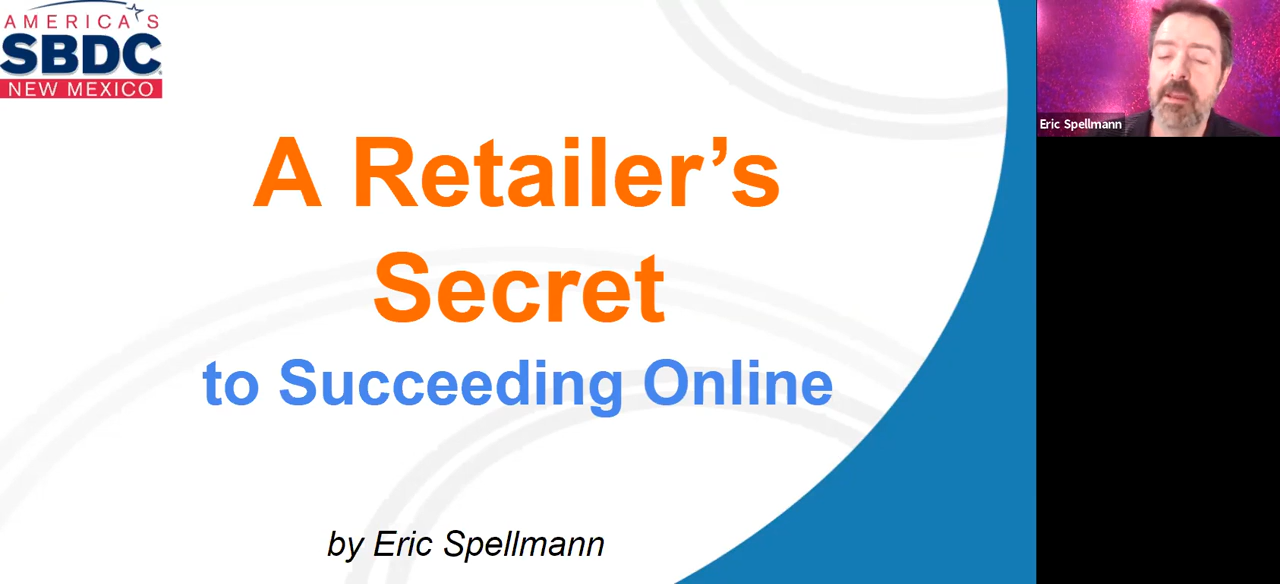 AMERICA'S
SBDC
NEW MEXICO
Eric Spellmann
A Retailer’s
Secret
to Succeeding Online
by Eric Spellmann